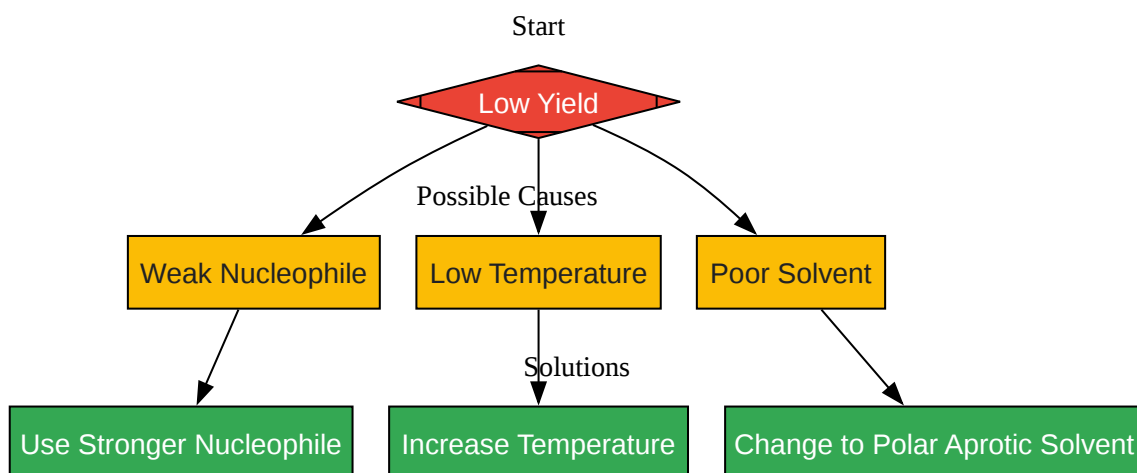 Start
Low Yield
Possible Causes
Weak Nucleophile
Low Temperature
Poor Solvent
Solutions
Use Stronger Nucleophile
Increase Temperature
Change to Polar Aprotic Solvent